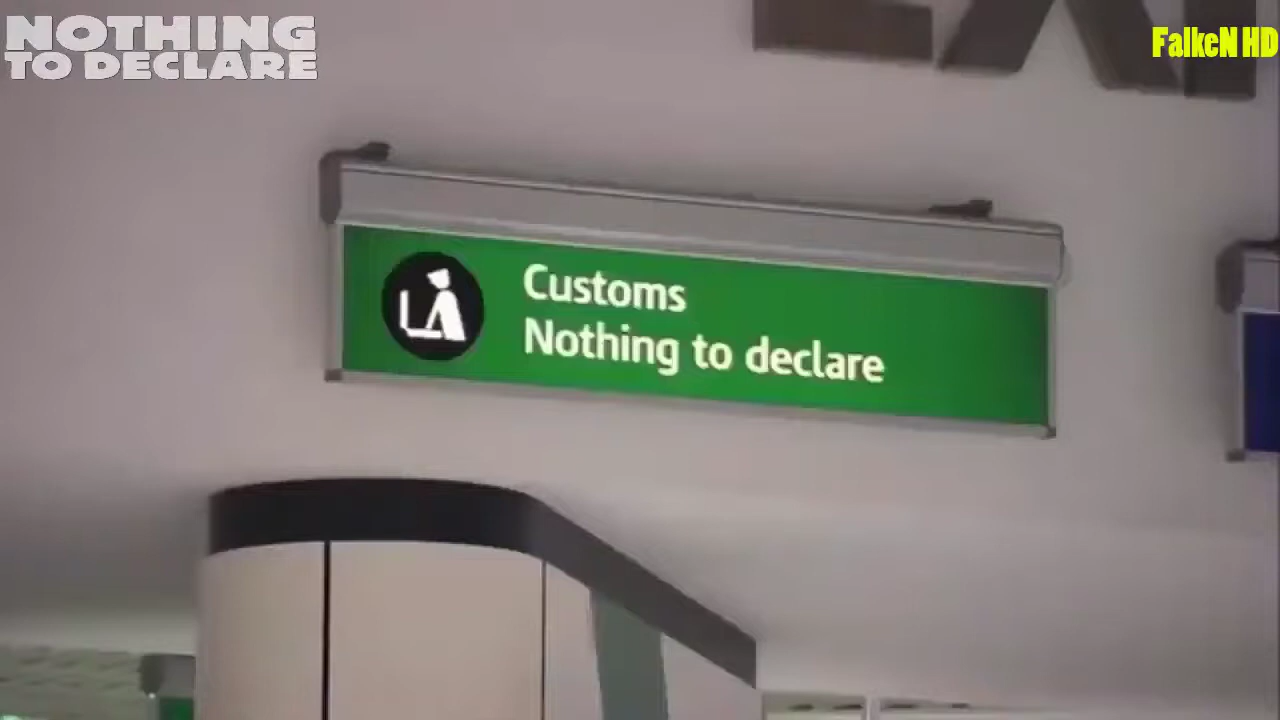 NOTHING
TO DECLARE
FalkeN HD
Customs
Nothing to declare